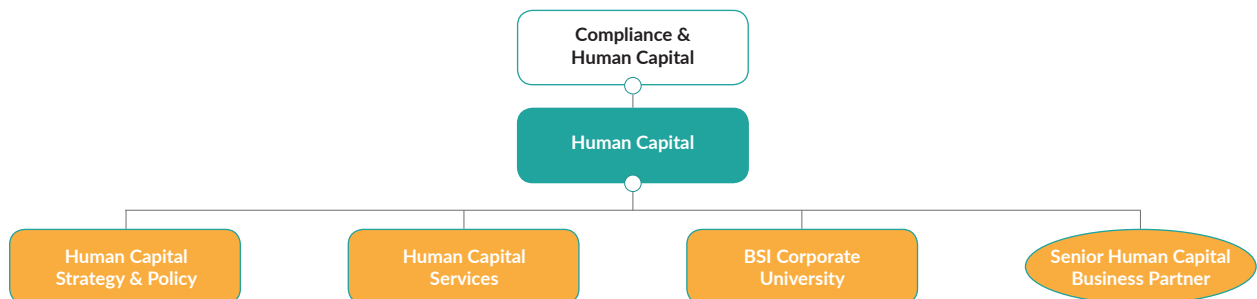 Compliance &
Human Capital
Human Capital
Human Capital
Strategy & Policy
Human Capital
Services
BSI Corporate
University
Senior Human Capital
Business Partner